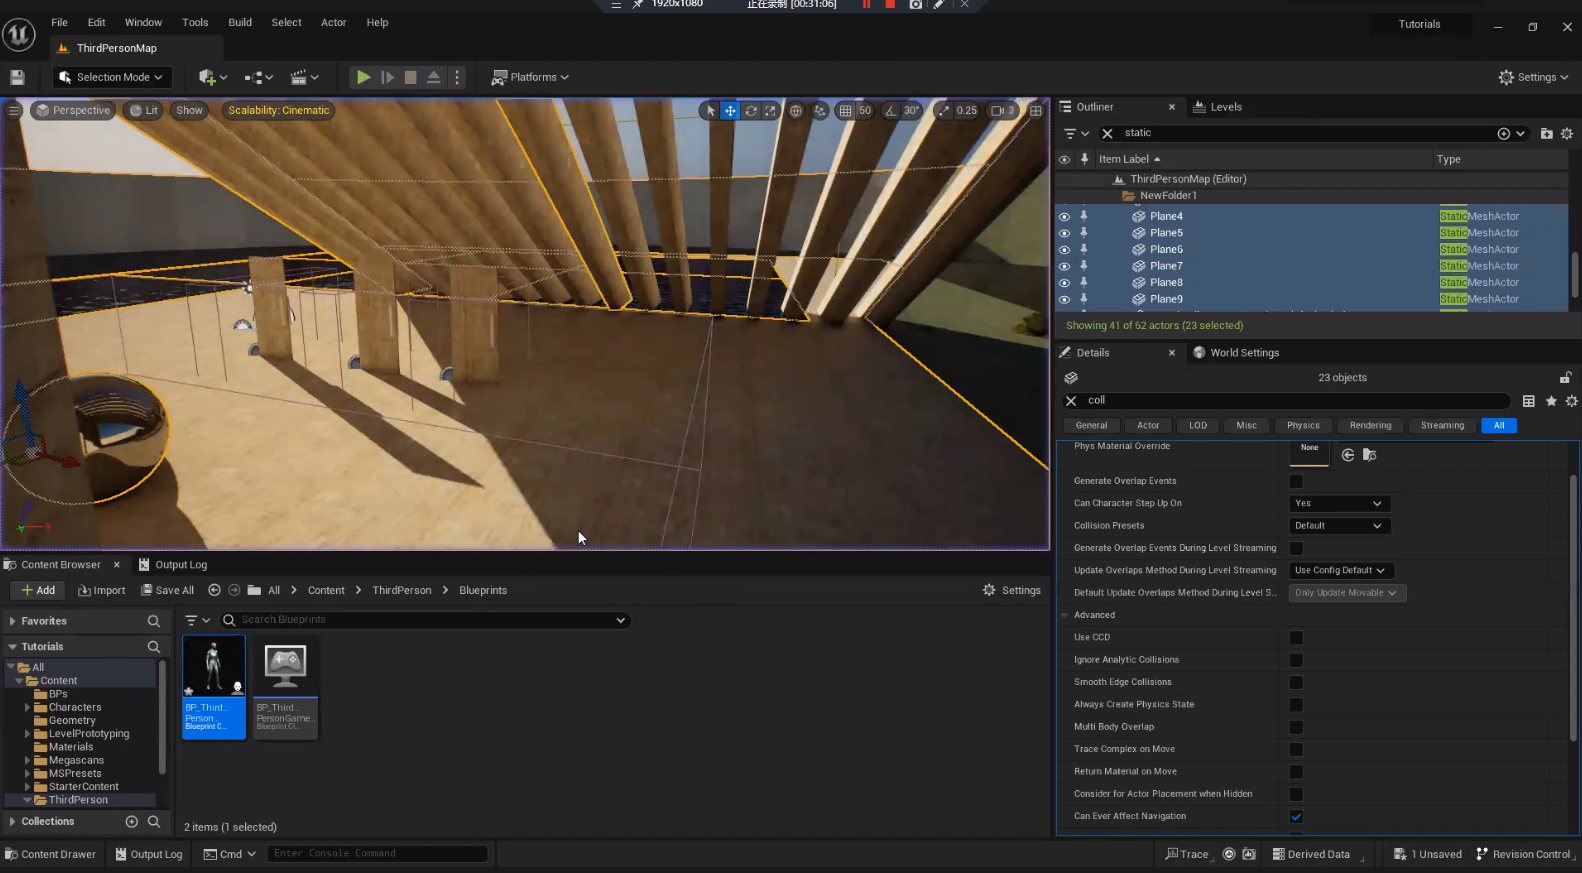 1920x1080 正在录制 [00:31:06]
File Edit Window Tools Build Select Actor Help
Tutorials
ThirdPersonMap
Selection Mode Platforms Settings
Perspective Lit Show Scalability: Cinematic 50 30° 0.25 3
Outliner Levels
static
Item Label Type
ThirdPersonMap (Editor)
NewFolder1
Plane4 StaticMeshActor
Plane5 StaticMeshActor
Plane6 StaticMeshActor
Plane7 StaticMeshActor
Plane8 StaticMeshActor
Plane9 StaticMeshActor
Showing 41 of 62 actors (23 selected)
Details World Settings
23 objects
coll
General Actor LOD Misc Physics Rendering Streaming All
Phys Material Override None
Generate Overlap Events
Can Character Step Up On Yes
Collision Presets Default
Generate Overlap Events During Level Streaming
Update Overlaps Method During Level Streaming Use Config Default
Default Update Overlaps Method During Level S... Only Update Movable
Advanced
Use CCD
Ignore Analytic Collisions
Smooth Edge Collisions
Always Create Physics State
Multi Body Overlap
Trace Complex on Move
Return Material on Move
Consider for Actor Placement when Hidden
Can Ever Affect Navigation
Content Browser Output Log
Add Import Save All All Content ThirdPerson Blueprints Settings
Favorites
Tutorials
All
Content
BPs
Characters
Geometry
LevelPrototyping
Materials
Megascans
MSPresets
StarterContent
ThirdPerson
Collections
Search Blueprints
BP_Third...
Person...
Blueprint C...
BP_Third...
PersonGame...
Blueprint Cl...
2 items (1 selected)
Content Drawer Output Log Cmd Enter Console Command Trace Derived Data 1 Unsaved Revision Control